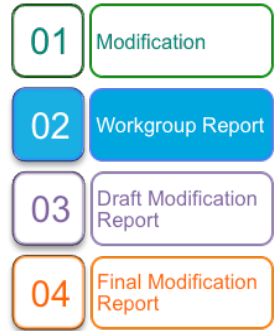 01 Modification
02 Workgroup Report
03 Draft Modification
Report
04 Final Modification
Report